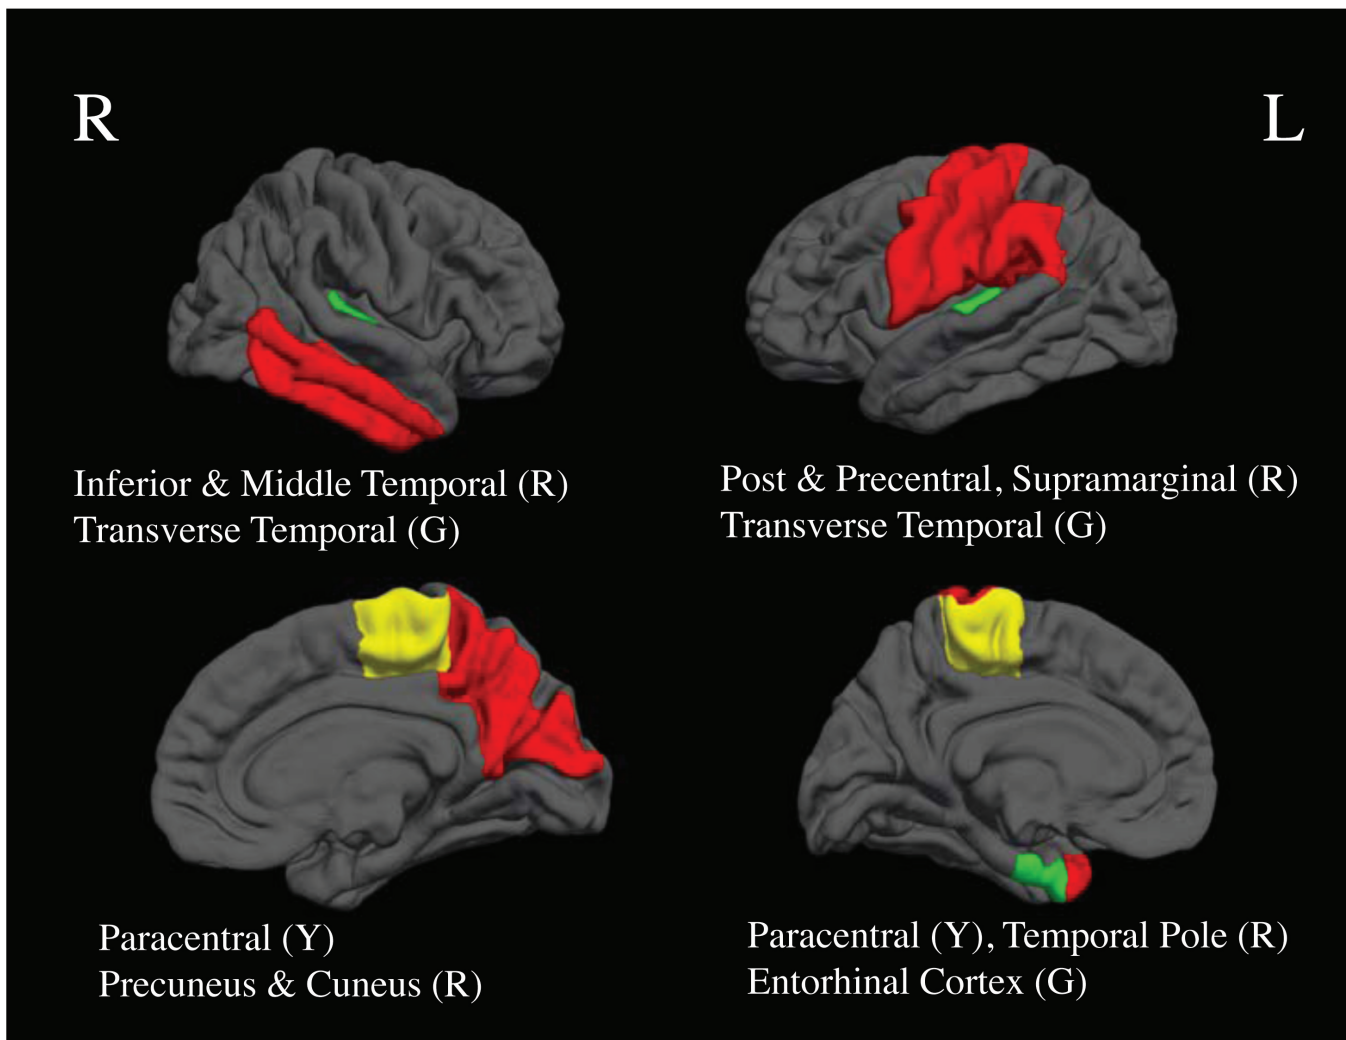 R
L
Inferior & Middle Temporal (R)
Transverse Temporal (G)
Post & Precentral, Supramarginal (R)
Transverse Temporal (G)
Paracentral (Y)
Precuneus & Cuneus (R)
Paracentral (Y), Temporal Pole (R)
Entorhinal Cortex (G)